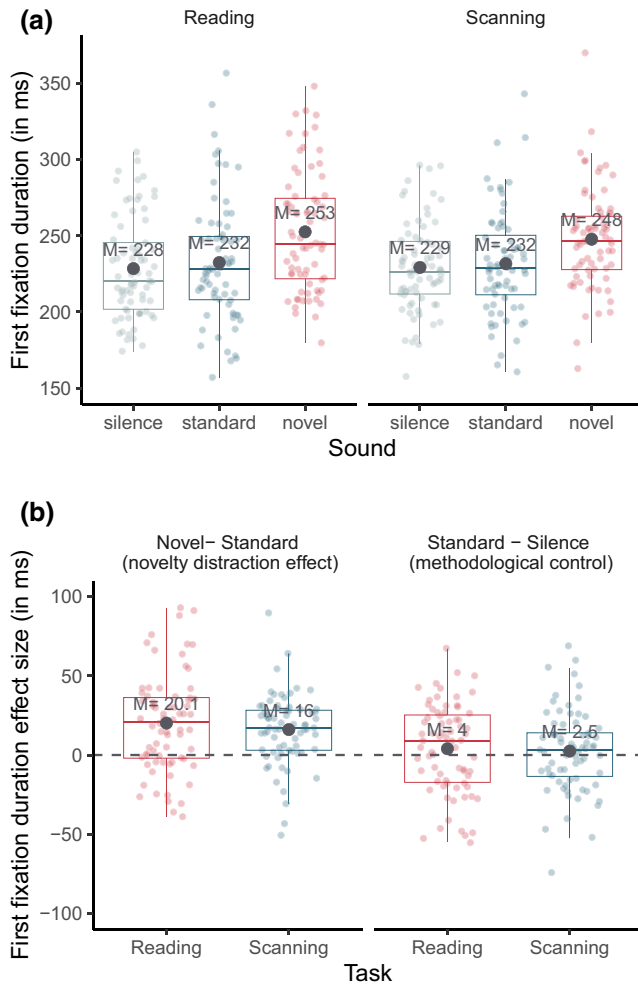 (a)
Reading
Scanning
First fixation duration (in ms)
350
300
250
200
150
M= 228
M= 232
M= 253
M= 229
M= 232
M= 248
silence
standard
novel
silence
standard
novel
Sound
(b)
Novel− Standard
(novelty distraction effect)
Standard − Silence
(methodological control)
First fixation duration effect size (in ms)
100
50
0
−50
−100
M= 20.1
M= 16
M= 4
M= 2.5
Reading
Scanning
Reading
Scanning
Task